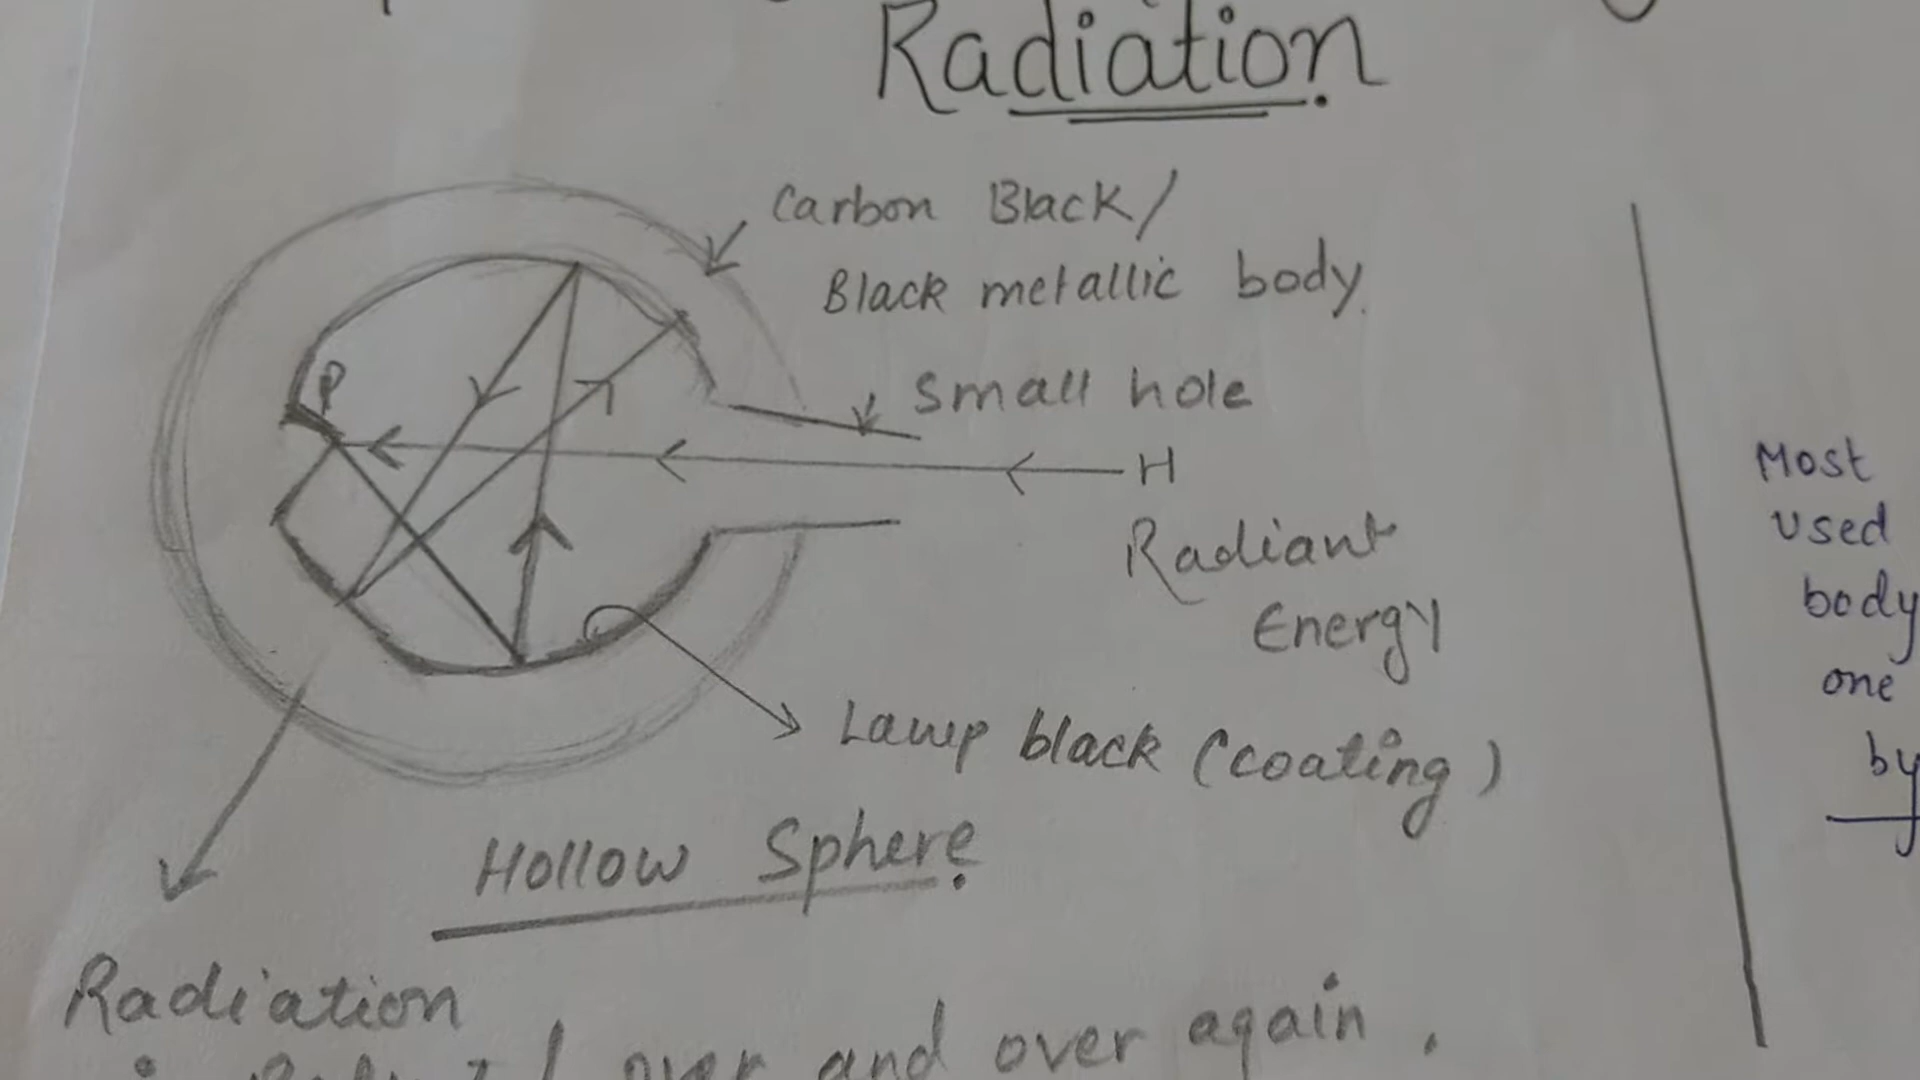 Radiation
Carbon Black/
Black metallic body.
P
Small hole
H
Radiant
Energy
Lamp black (coating)
Hollow Sphere.
Radiation
over and over again.
Most
used
body
one
by